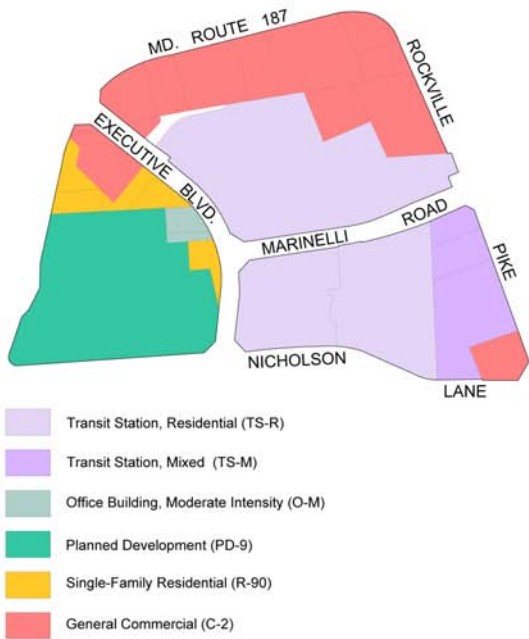 MD. ROUTE 187
ROCKVILLE
EXECUTIVE BLVD.
ROAD
MARINELLI
PIKE
NICHOLSON
LANE
Transit Station, Residential (TS-R)
Transit Station, Mixed (TS-M)
Office Building, Moderate Intensity (O-M)
Planned Development (PD-9)
Single-Family Residential (R-90)
General Commercial (C-2)